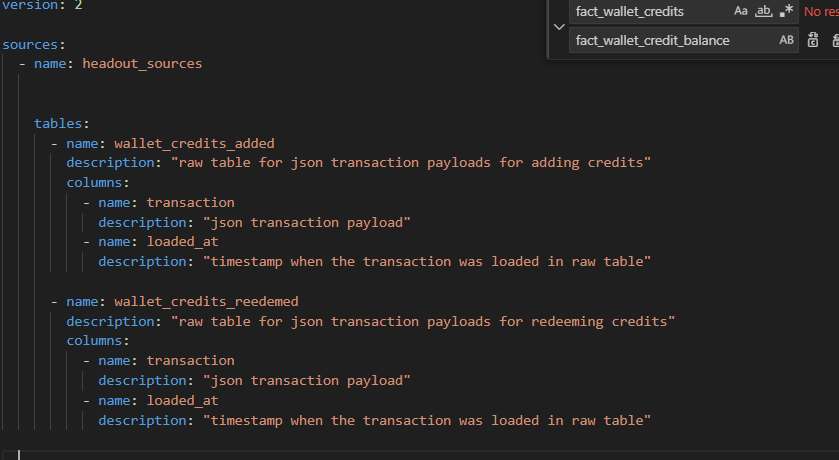 version: 2
fact_wallet_credits Aa ab .*
No res
fact_wallet_credit_balance AB
sources:
- name: headout_sources
tables:
- name: wallet_credits_added
description: "raw table for json transaction payloads for adding credits"
columns:
- name: transaction
description: "json transaction payload"
- name: loaded_at
description: "timestamp when the transaction was loaded in raw table"
- name: wallet_credits_reedemed
description: "raw table for json transaction payloads for redeeming credits"
columns:
- name: transaction
description: "json transaction payload"
- name: loaded_at
description: "timestamp when the transaction was loaded in raw table"